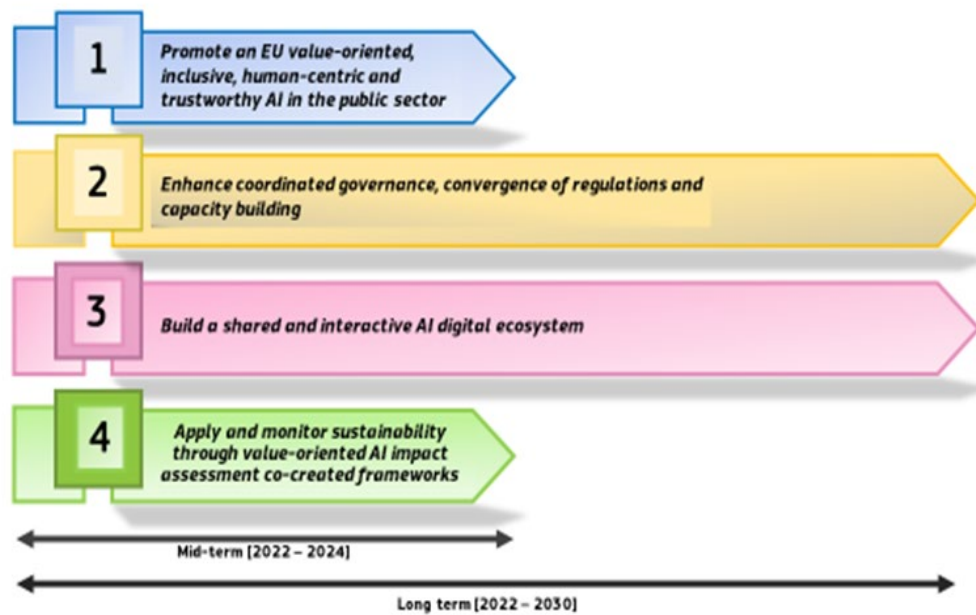 1
Promote an EU value-oriented,
inclusive, human-centric and
trustworthy AI in the public sector
2
Enhance coordinated governance, convergence of regulations and
capacity building
3
Build a shared and interactive AI digital ecosystem
4
Apply and monitor sustainability
through value-oriented AI impact
assessment co-created frameworks
Mid-term [2022 – 2024]
Long term [2022 – 2030]